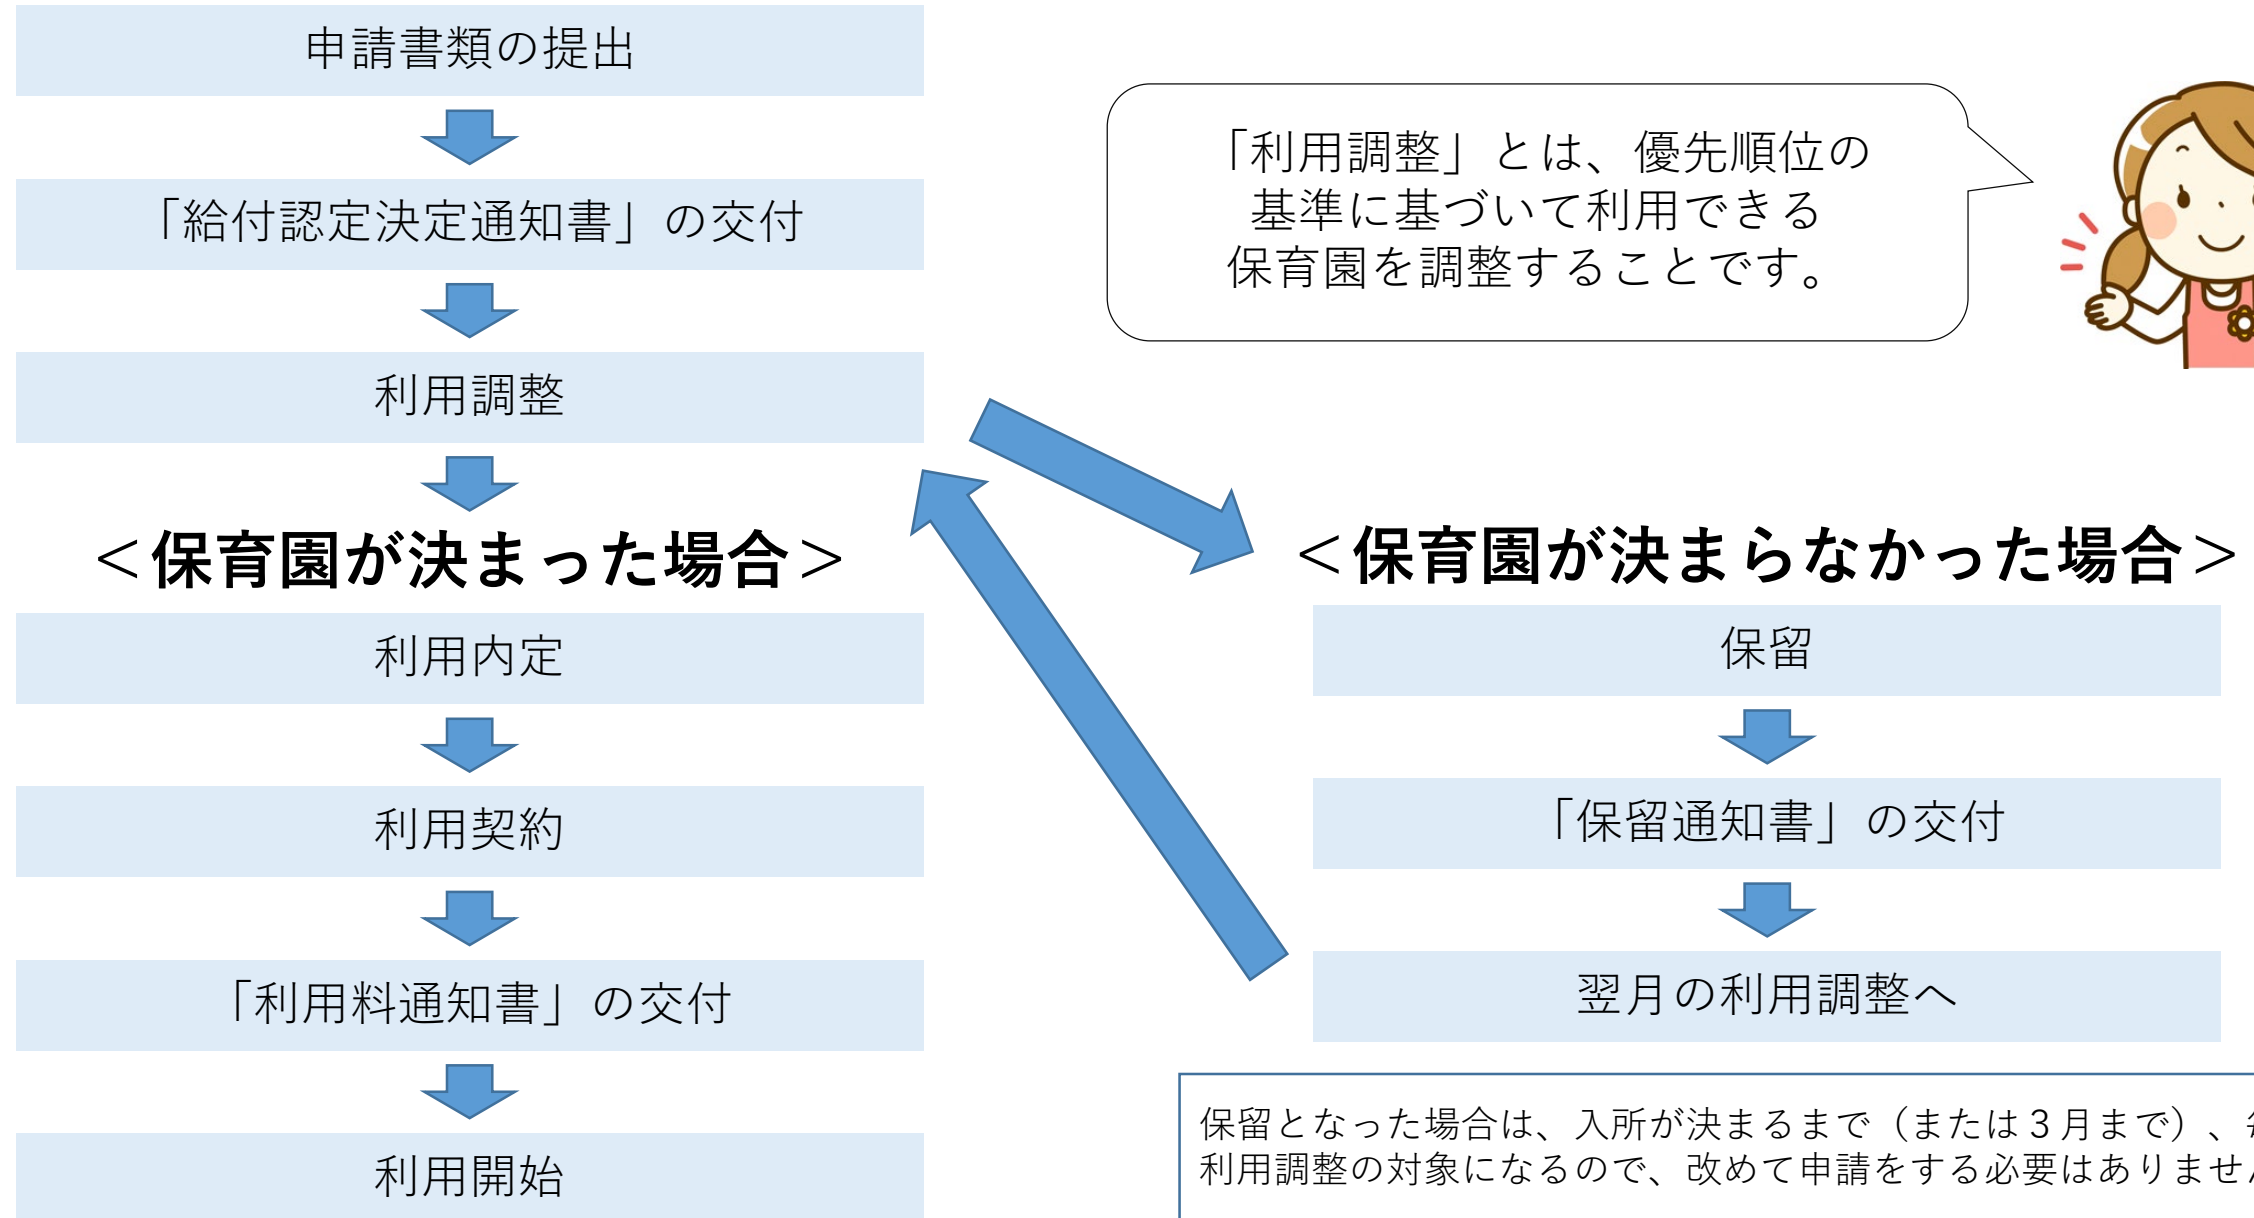 申請書類の提出
「給付認定決定通知書」の交付
利用調整
「利用調整」とは、優先順位の
基準に基づいて利用できる
保育園を調整することです。
＜保育園が決まった場合＞
利用内定
利用契約
「利用料通知書」の交付
利用開始
＜保育園が決まらなかった場合＞
保留
「保留通知書」の交付
翌月の利用調整へ
保留となった場合は、入所が決まるまで（または３月まで）、
利用調整の対象になるので、改めて申請をする必要はありませ